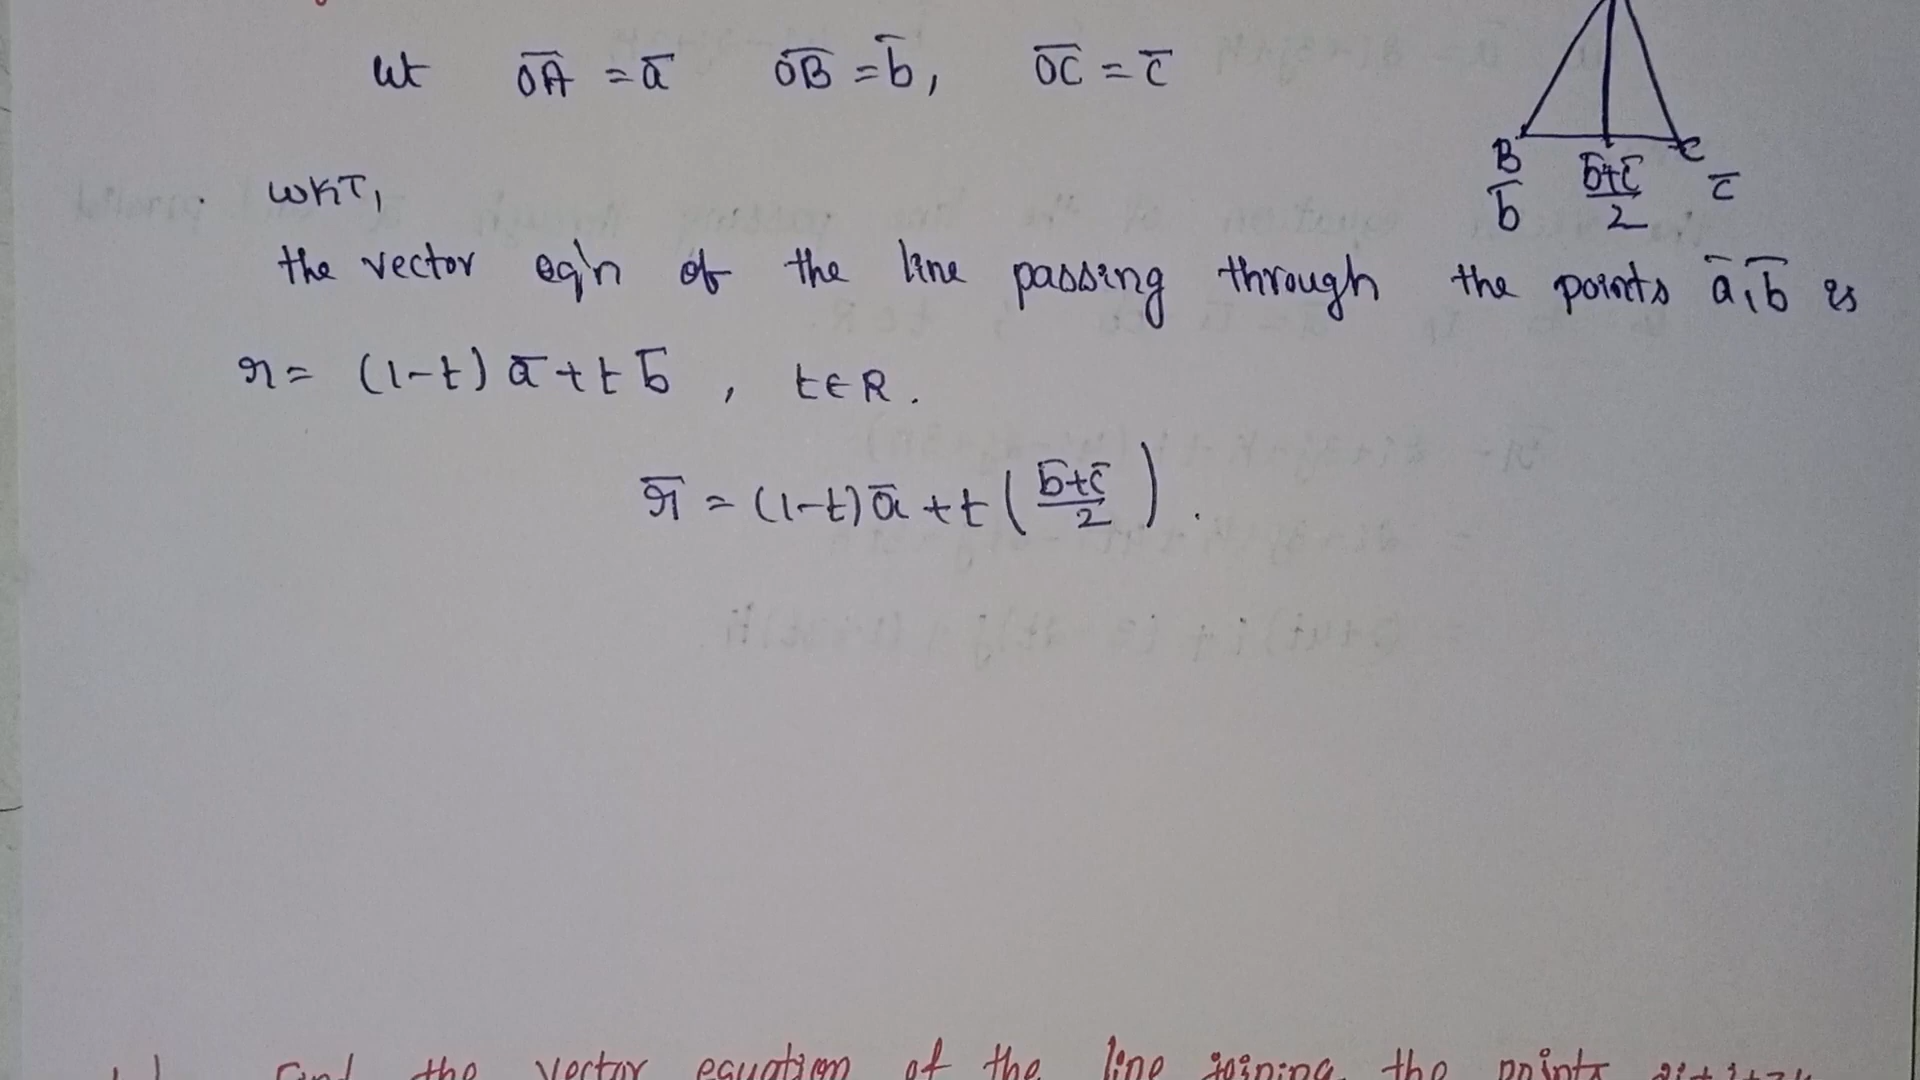 let OA̅ = a̅ OB̅ = b̅, OC̅ = c̅
B C
b̅ (b̅+c̅)/2 c̅
WKT,
the vector eq'n of the line passing through the points a̅, b̅ is
r = (1-t) a̅ + t b̅, t∈R.
r̅ = (1-t) a̅ + t ( (b̅+c̅)/2 ).
Find the vector equation of the line joining the points